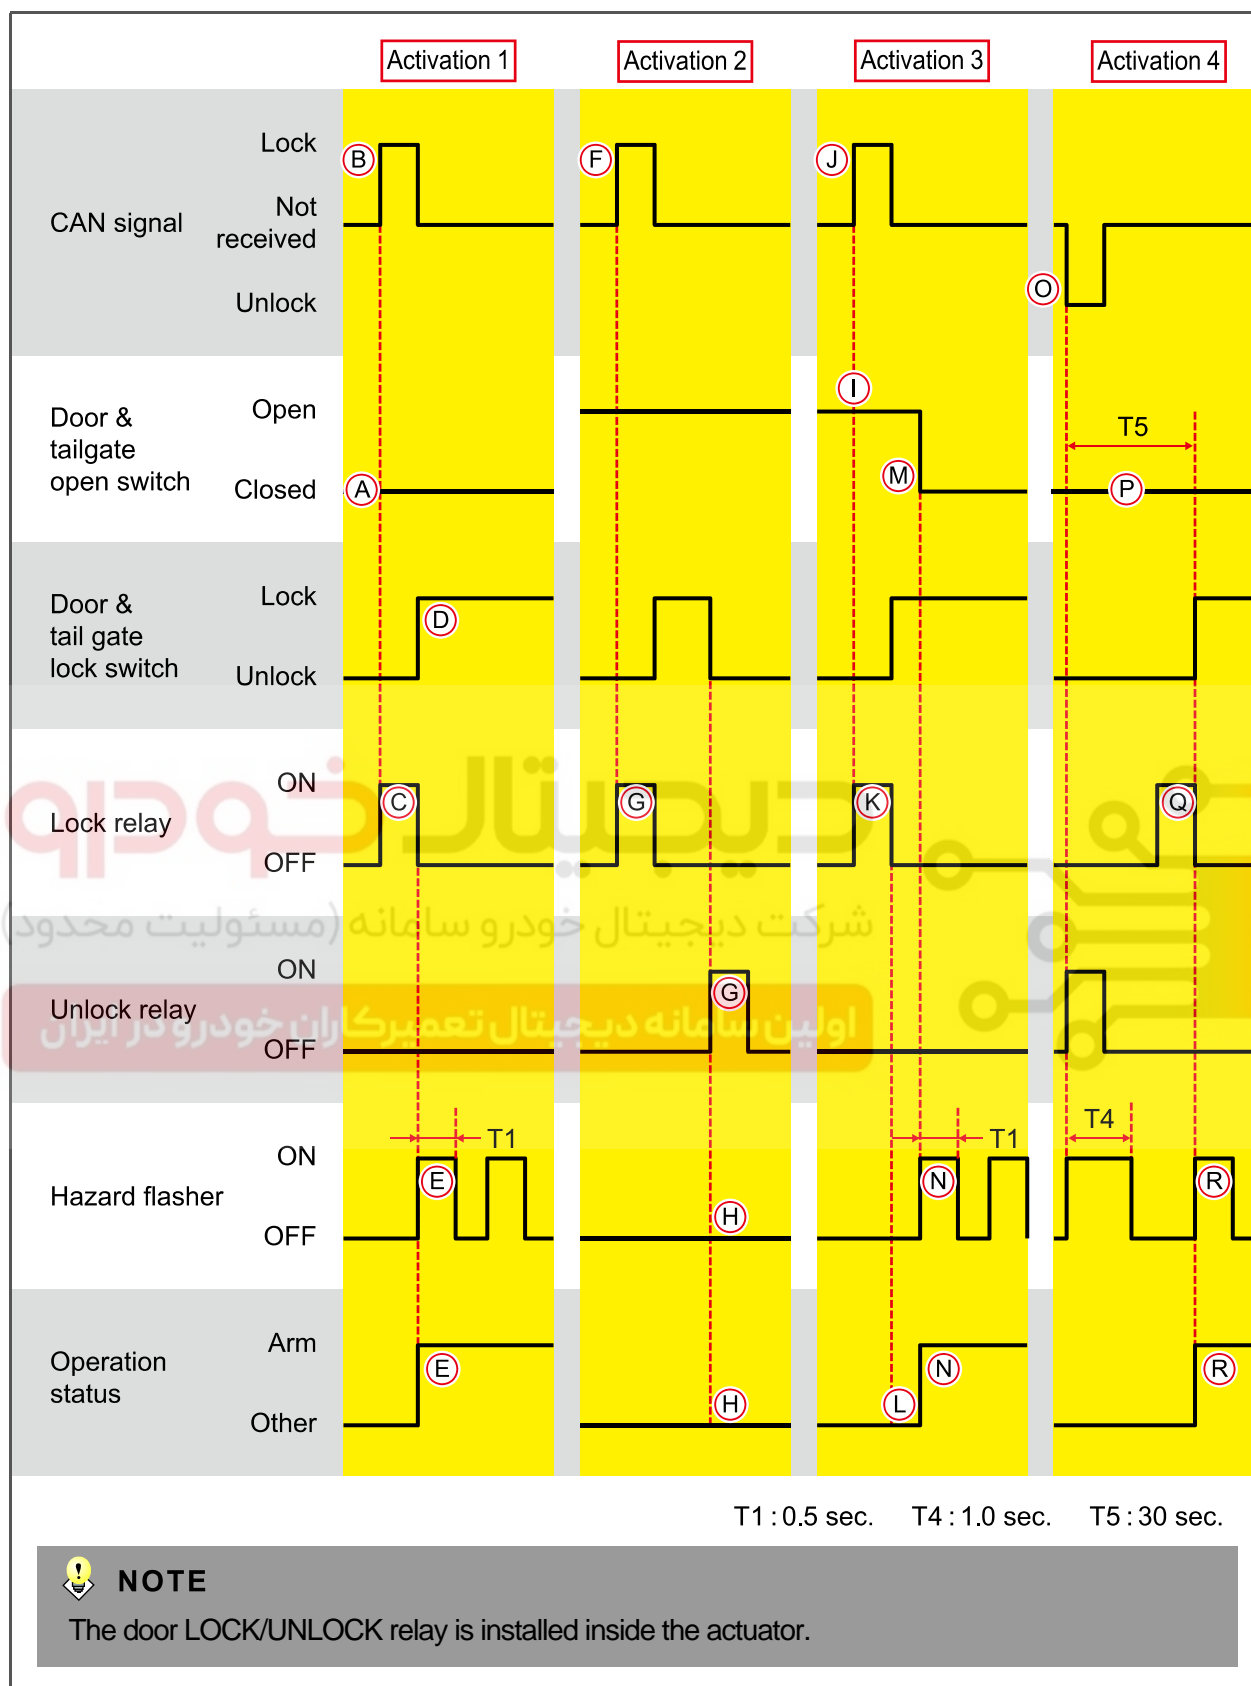 Activation 1
Activation 2
Activation 3
Activation 4
CAN signal
Lock
Not
received
Unlock
B
F
J
O
Door &
tailgate
open switch
Open
Closed
A
I
M
T5
P
Door &
tail gate
lock switch
Lock
Unlock
D
Lock relay
ON
OFF
C
G
K
Q
دیجیتال خودرو
شرکت دیجیتال خودرو سامانه (مسئولیت محدود)
Unlock relay
ON
OFF
G
اولین سامانه دیجیتال تعمیرکاران خودرو در ایران
Hazard flasher
ON
OFF
T1
E
H
T1
N
T4
R
Operation
status
Arm
Other
E
H
L
N
R
T1 : 0.5 sec. T4 : 1.0 sec. T5 : 30 sec.
NOTE
The door LOCK/UNLOCK relay is installed inside the actuator.